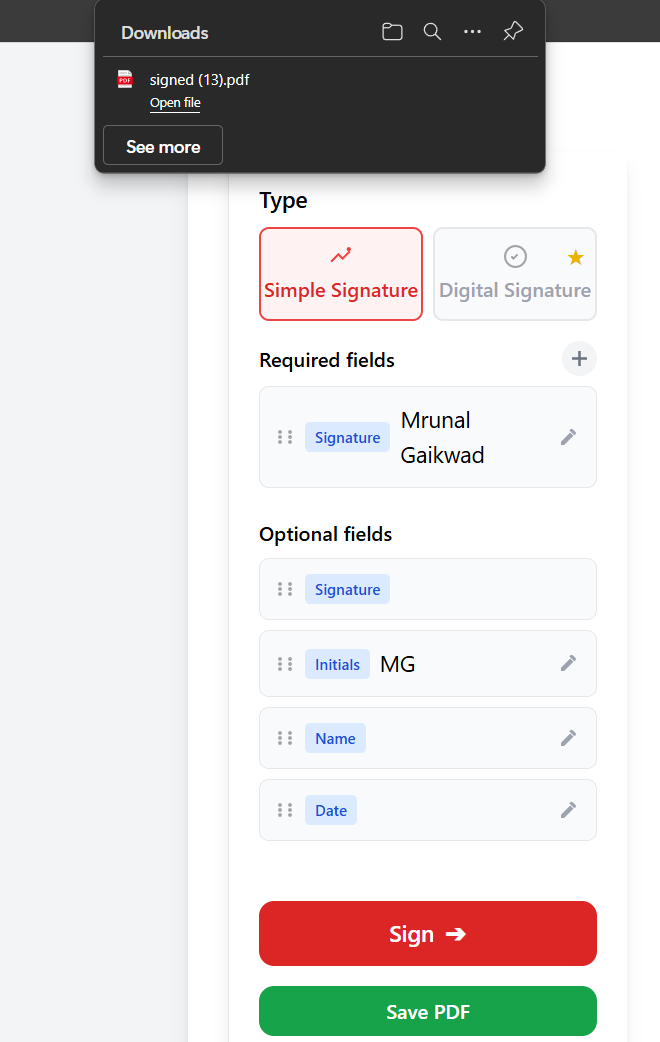 Downloads
PDF
signed (13).pdf
Open file
See more
Type
Simple Signature
Digital Signature
Required fields
Signature
Mrunal
Gaikwad
Optional fields
Signature
Initials MG
Name
Date
Sign ➔
Save PDF